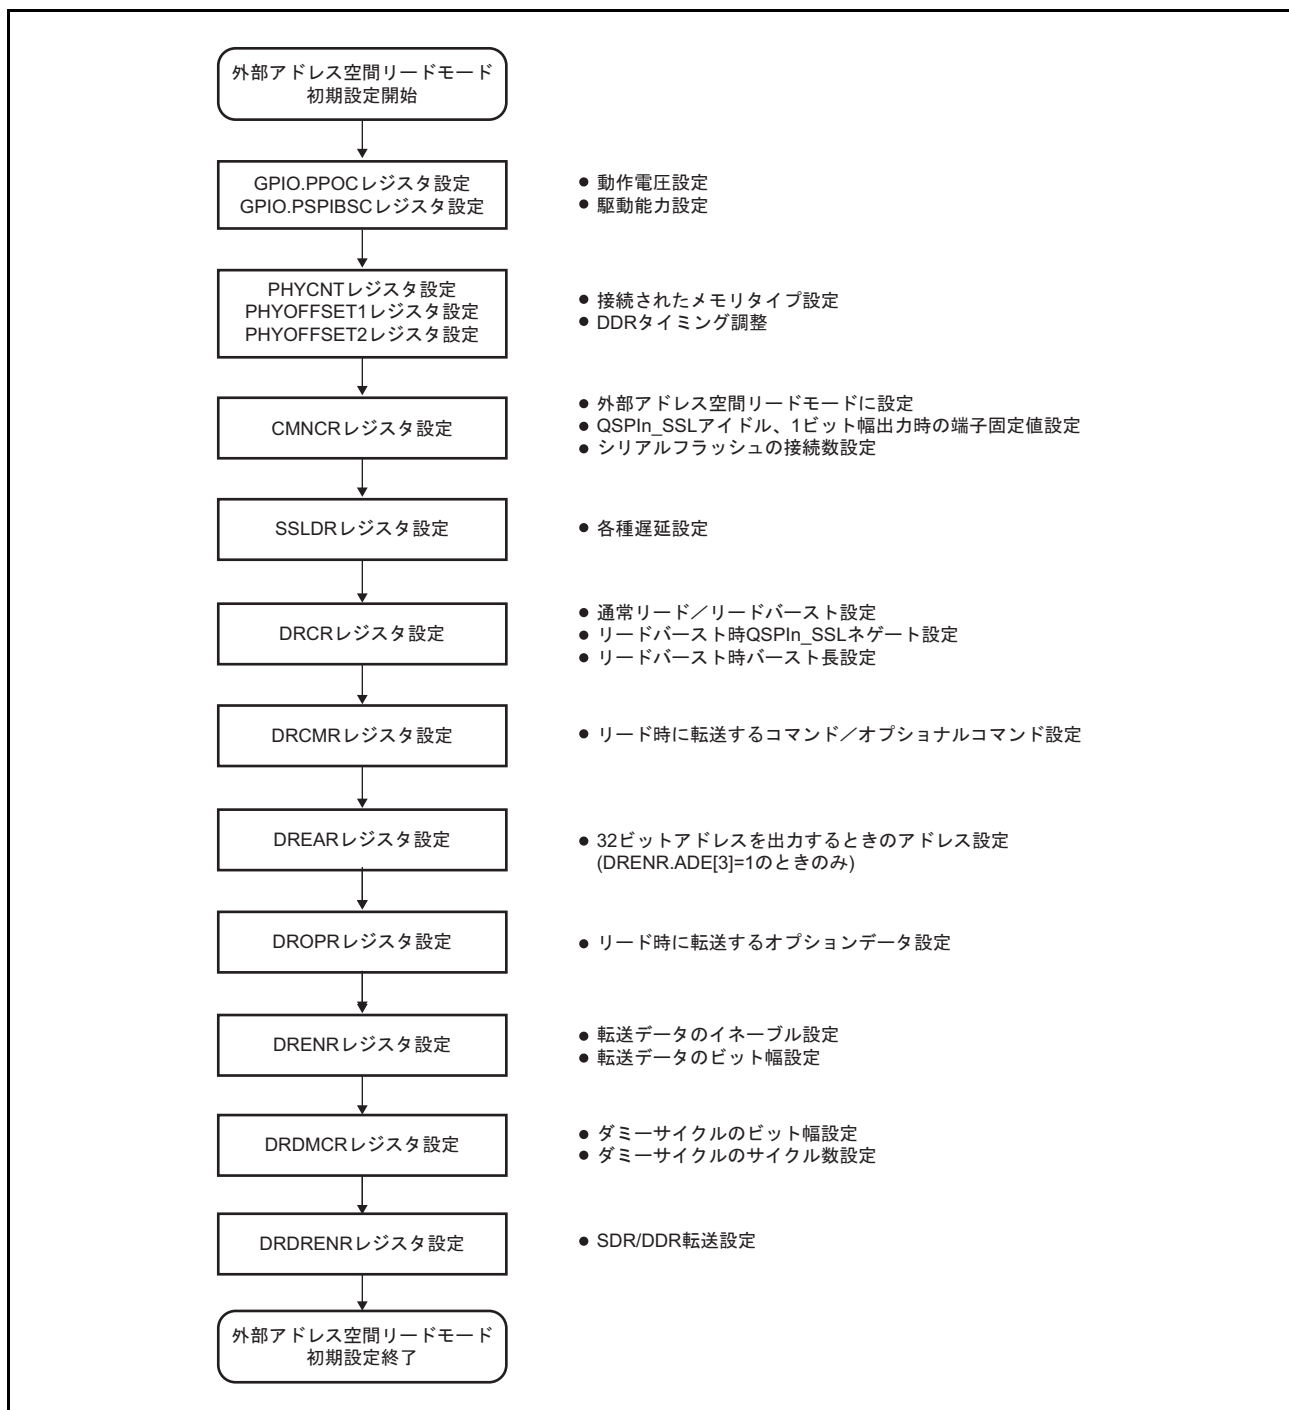 外部アドレス空間リードモード
初期設定開始
GPIO.PPOCレジスタ設定
GPIO.PSPIBSCレジスタ設定
● 動作電圧設定
● 駆動能力設定
PHYCNTレジスタ設定
PHYOFFSET1レジスタ設定
PHYOFFSET2レジスタ設定
● 接続されたメモリタイプ設定
● DDRタイミング調整
CMNCRレジスタ設定
● 外部アドレス空間リードモードに設定
● QSPIn_SSLアイドル、1ビット幅出力時の端子固定値設定
● シリアルフラッシュの接続数設定
SSLDRレジスタ設定
● 各種遅延設定
DRCRレジスタ設定
● 通常リード／リードバースト設定
● リードバースト時QSPIn_SSLネゲート設定
● リードバースト時バースト長設定
DRCMRレジスタ設定
● リード時に転送するコマンド／オプショナルコマンド設定
DREARレジスタ設定
● 32ビットアドレスを出力するときのアドレス設定
(DRENR.ADE[3]=1のときのみ)
DROPRレジスタ設定
● リード時に転送するオプションデータ設定
DRENRレジスタ設定
● 転送データのイネーブル設定
● 転送データのビット幅設定
DRDMCRレジスタ設定
● ダミーサイクルのビット幅設定
● ダミーサイクルのサイクル数設定
DRDRENRレジスタ設定
● SDR/DDR転送設定
外部アドレス空間リードモード
初期設定終了